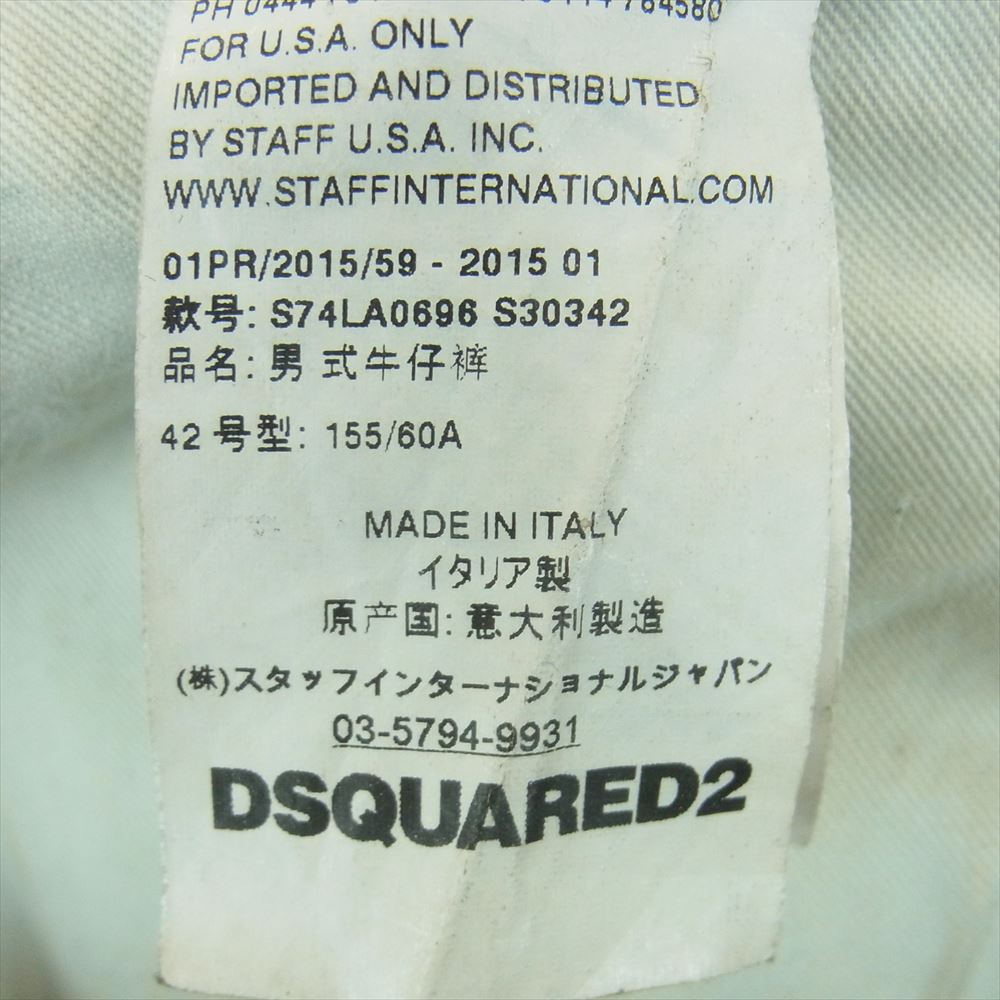 PH 0444
764580
FOR U.S.A. ONLY
IMPORTED AND DISTRIBUTED
BY STAFF U.S.A. INC.
WWW.STAFFINTERNATIONAL.COM
01PR/2015/59 - 2015 01
款号: S74LA0696 S30342
品名: 男 式牛仔裤
42 号型: 155/60A
MADE IN ITALY
イタリア製
原产国: 意大利製造
(株)スタッフインターナショナルジャパン
03-5794-9931
DSQUARED2